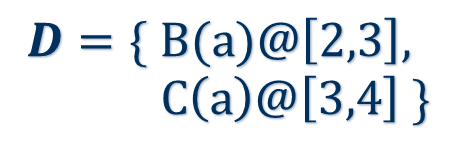 D = { B(a)@[2,3],
C(a)@[3,4] }